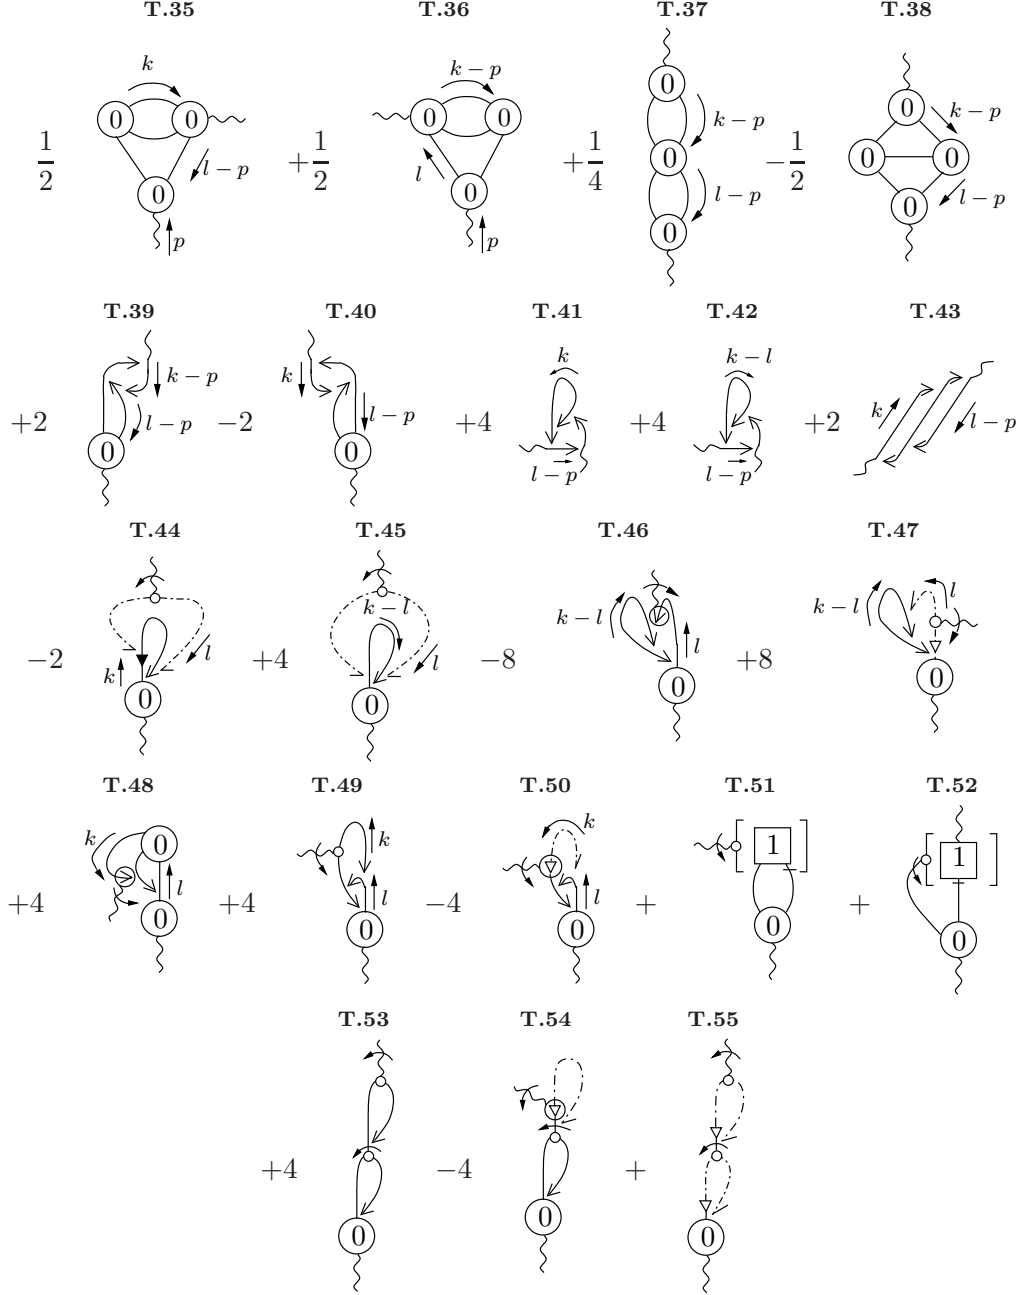 T.35 T.36 T.37 T.38
1/2 k 0 0 l − p 0 p +1/2 k − p 0 0 l 0 p +1/4 0 k − p 0 l − p 0 −1/2 0 k − p 0 0 l − p 0
T.39 T.40 T.41 T.42 T.43
+2 k − p l − p 0 −2 k l − p 0 +4 k l − p +4 k − l l − p +2 k l − p
T.44 T.45 T.46 T.47
−2 k l 0 +4 k − l l 0 −8 k − l l 0 +8 k − l l 0
T.48 T.49 T.50 T.51 T.52
+4 k 0 l 0 +4 k l 0 −4 k l 0 + [ 1 ] 0 + [ 1 ] 0
T.53 T.54 T.55
+4 0 −4 0 + 0